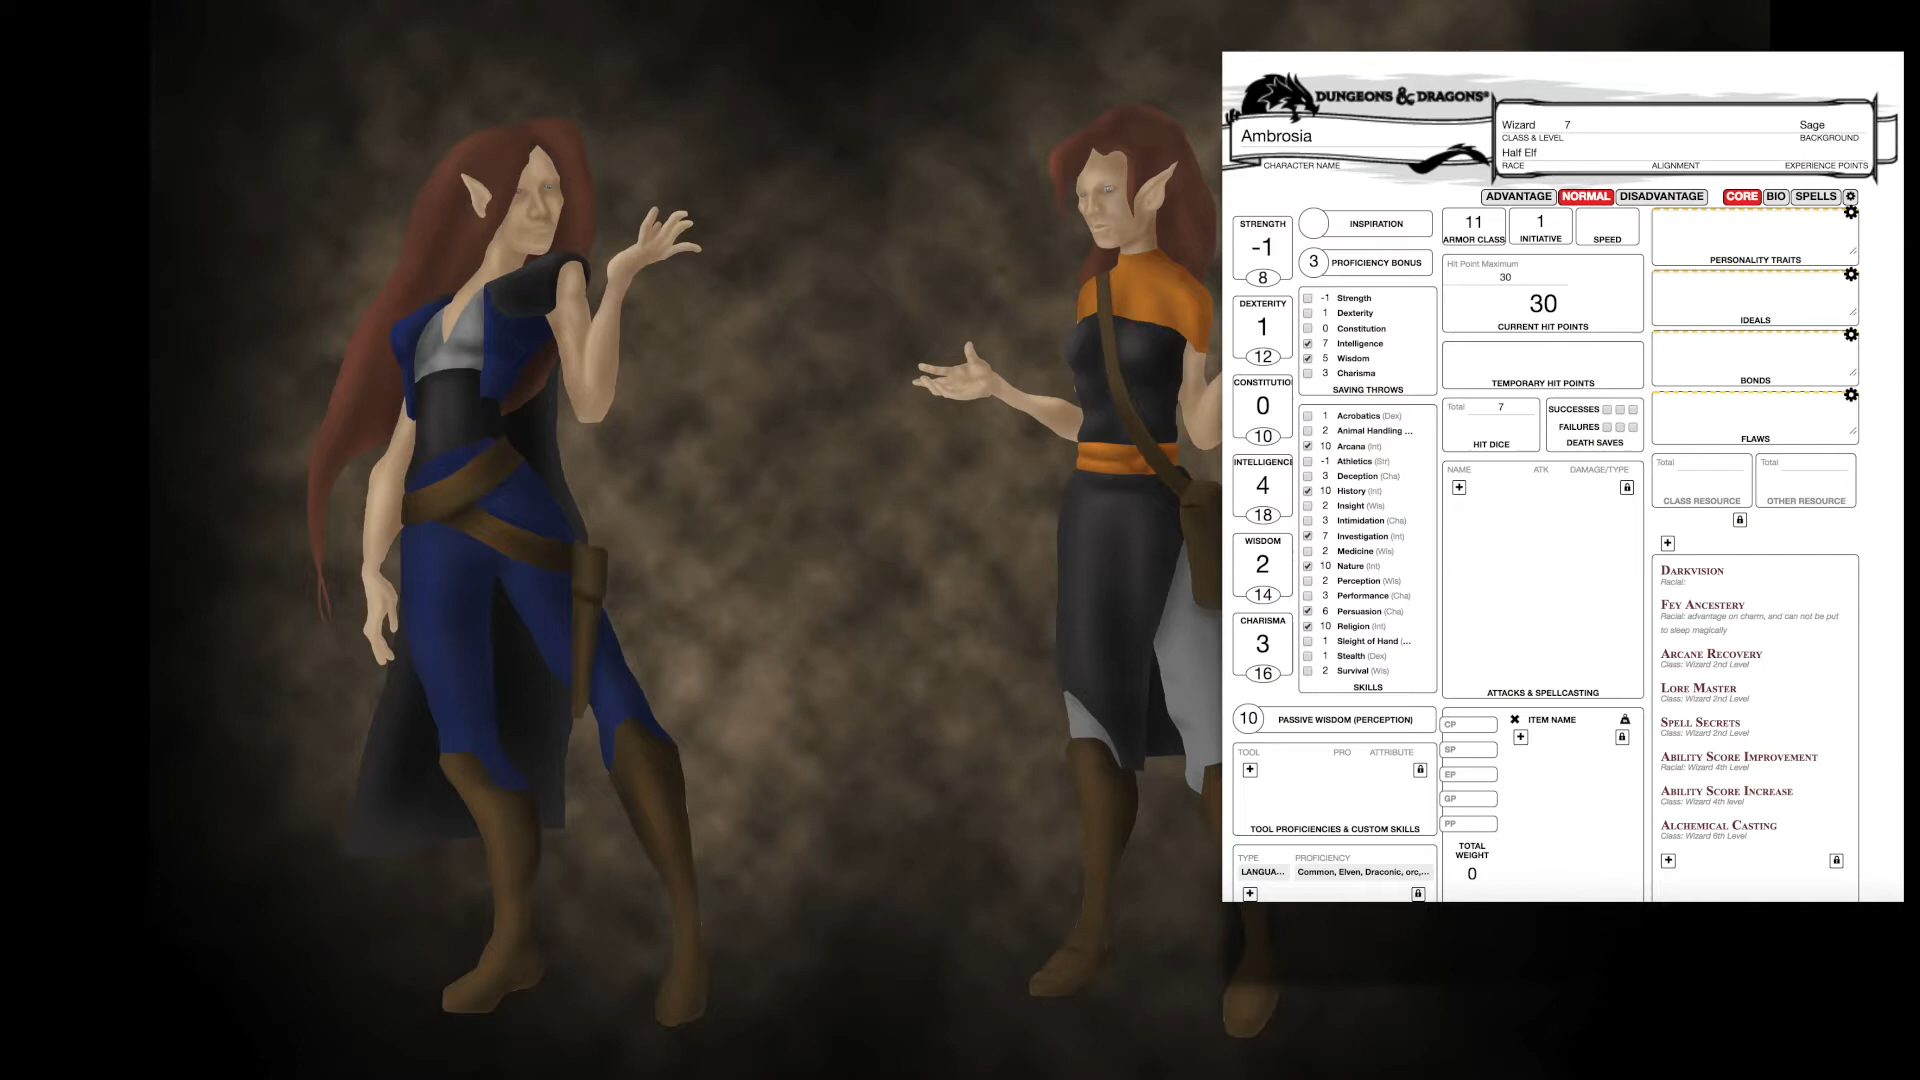 DUNGEONS & DRAGONS®
Ambrosia
CHARACTER NAME
Wizard 7 Sage
CLASS & LEVEL BACKGROUND
Half Elf
RACE ALIGNMENT EXPERIENCE POINTS
ADVANTAGE NORMAL DISADVANTAGE CORE BIO SPELLS
STRENGTH
-1
8
DEXTERITY
1
12
CONSTITUTIO
0
10
INTELLIGENCE
4
18
WISDOM
2
14
CHARISMA
3
16
INSPIRATION
3 PROFICIENCY BONUS
-1 Strength
1 Dexterity
0 Constitution
7 Intelligence
5 Wisdom
3 Charisma
SAVING THROWS
1 Acrobatics (Dex)
2 Animal Handling ...
10 Arcana (Int)
-1 Athletics (Str)
3 Deception (Cha)
10 History (Int)
2 Insight (Wis)
3 Intimidation (Cha)
7 Investigation (Int)
2 Medicine (Wis)
10 Nature (Int)
2 Perception (Wis)
3 Performance (Cha)
6 Persuasion (Cha)
10 Religion (Int)
1 Sleight of Hand (...
1 Stealth (Dex)
2 Survival (Wis)
SKILLS
10 PASSIVE WISDOM (PERCEPTION)
TOOL PRO ATTRIBUTE
TOOL PROFICIENCIES & CUSTOM SKILLS
TYPE PROFICIENCY
LANGUA... Common, Elven, Draconic, orc,...
11
ARMOR CLASS
1
INITIATIVE
SPEED
Hit Point Maximum
30
30
CURRENT HIT POINTS
TEMPORARY HIT POINTS
Total 7
HIT DICE
SUCCESSES
FAILURES
DEATH SAVES
NAME ATK DAMAGE/TYPE
ATTACKS & SPELLCASTING
CP
SP
EP
GP
PP
TOTAL
WEIGHT
0
ITEM NAME
PERSONALITY TRAITS
IDEALS
BONDS
FLAWS
Total
CLASS RESOURCE
Total
OTHER RESOURCE
DARKVISION
Racial:
FEY ANCESTERY
Racial: advantage on charm, and can not be put
to sleep magically
ARCANE RECOVERY
Class: Wizard 2nd Level
LORE MASTER
Class: Wizard 2nd Level
SPELL SECRETS
Class: Wizard 2nd Level
ABILITY SCORE IMPROVEMENT
Racial: Wizard 4th Level
ABILITY SCORE INCREASE
Class: Wizard 4th level
ALCHEMICAL CASTING
Class: Wizard 6th Level